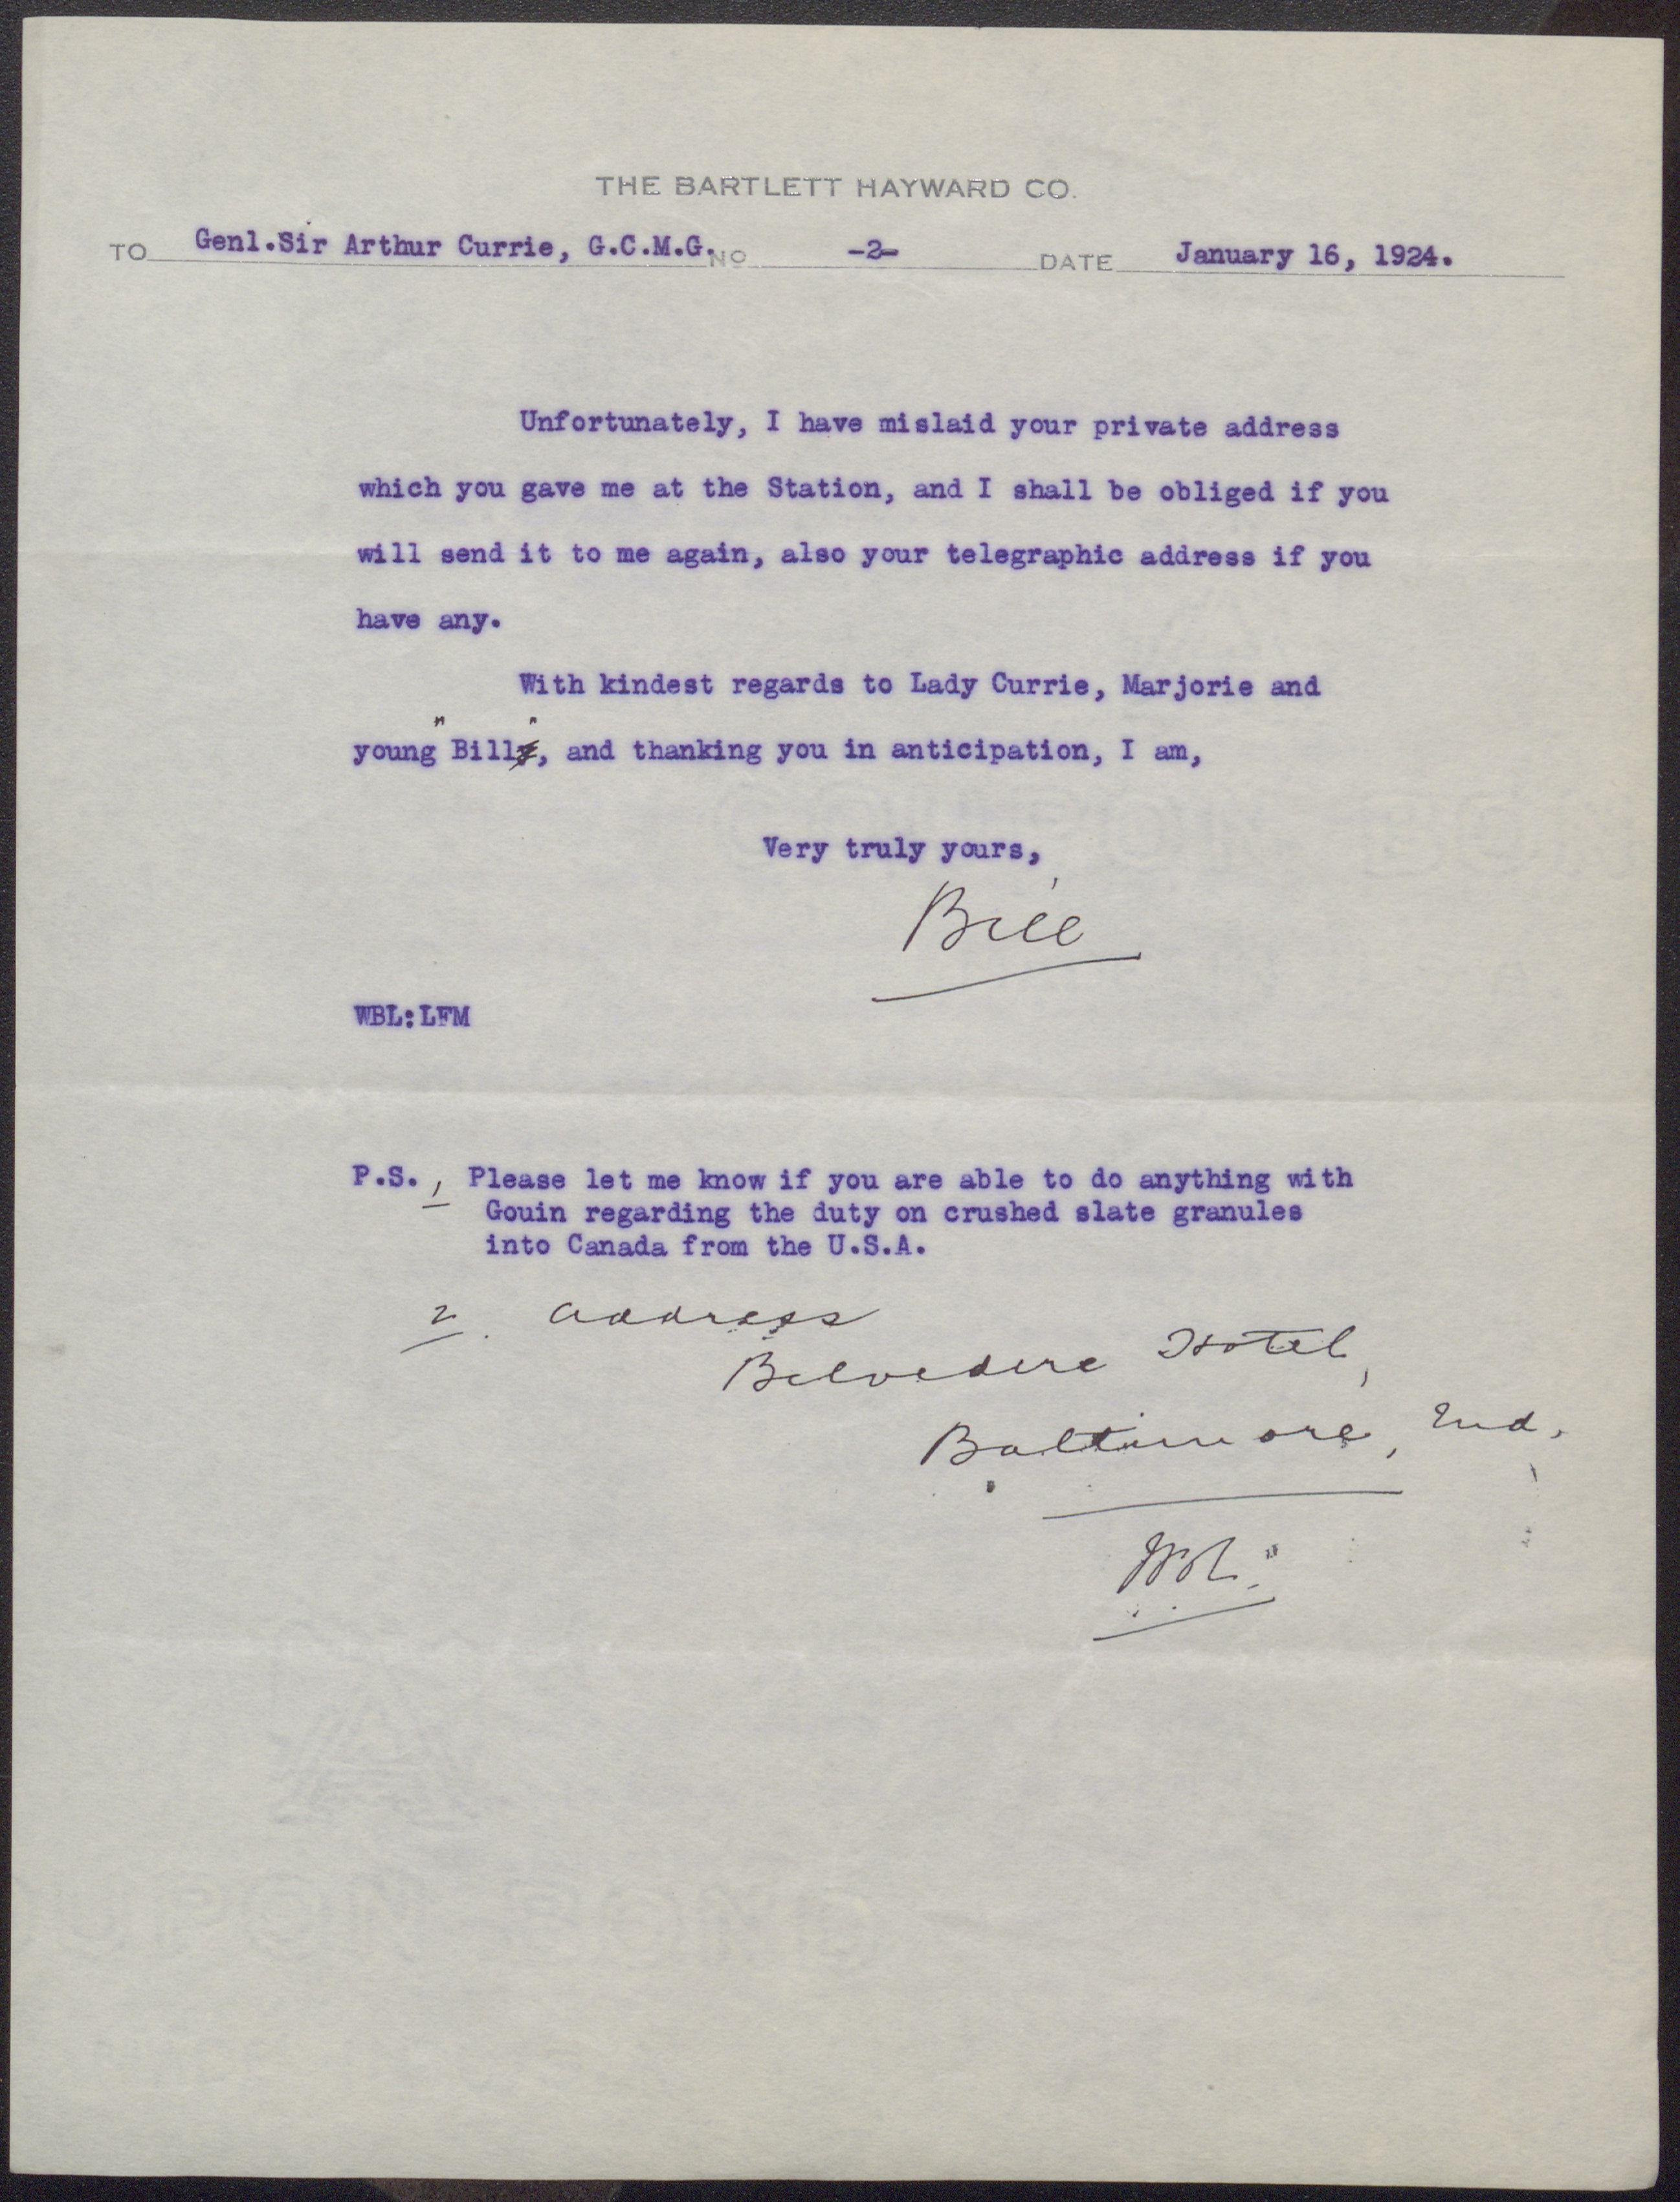 THE BARTLETT HAYWARD CO.
TO Genl.Sir Arthur Currie, G.C.M.G. NO -2- DATE January 16, 1924.
Unfortunately, I have mislaid your private address
which you gave me at the Station, and I shall be obliged if you
will send it to me again, also your telegraphic address if you
have any.
With kindest regards to Lady Currie, Marjorie and
young "Bill", and thanking you in anticipation, I am,
Very truly yours,
Bill
WBL:LFM
P.S. 1 Please let me know if you are able to do anything with
Gouin regarding the duty on crushed slate granules
into Canada from the U.S.A.
2. address
Belvedere Hotel,
Baltimore, Md.
WBL.